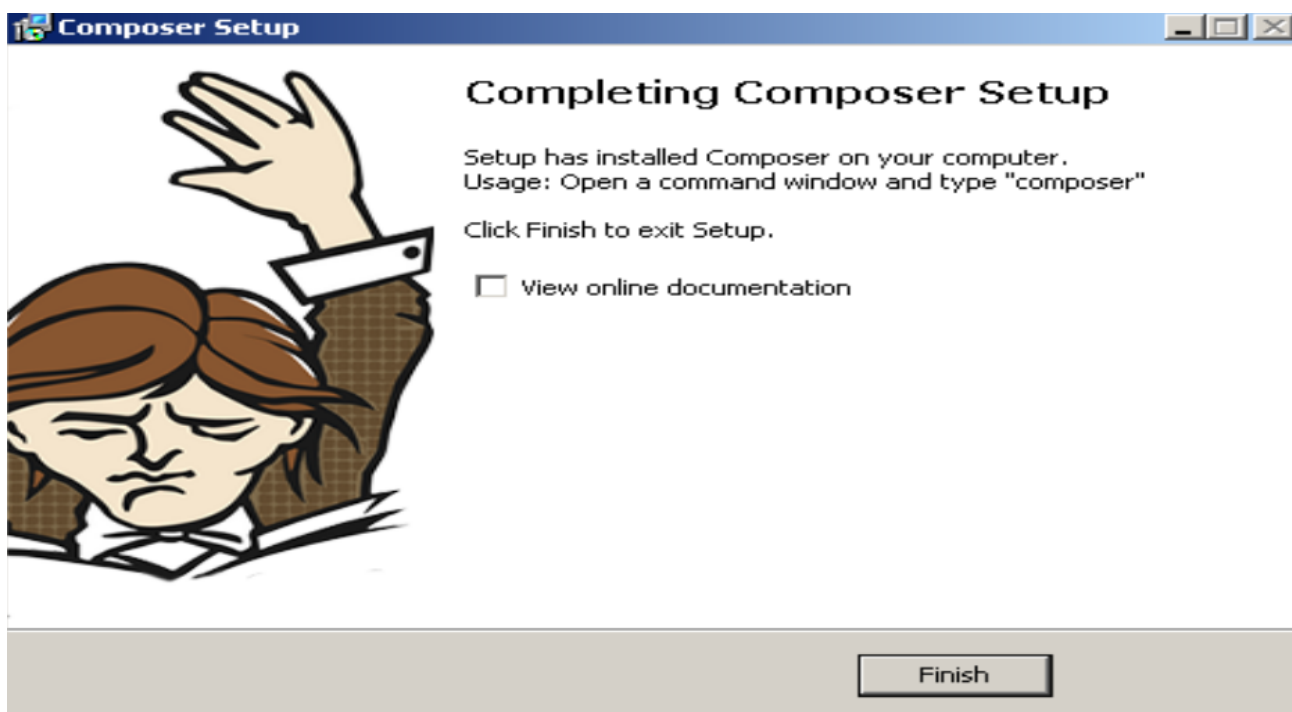 Composer Setup
Completing Composer Setup
Setup has installed Composer on your computer.
Usage: Open a command window and type "composer"
Click Finish to exit Setup.
View online documentation
Finish